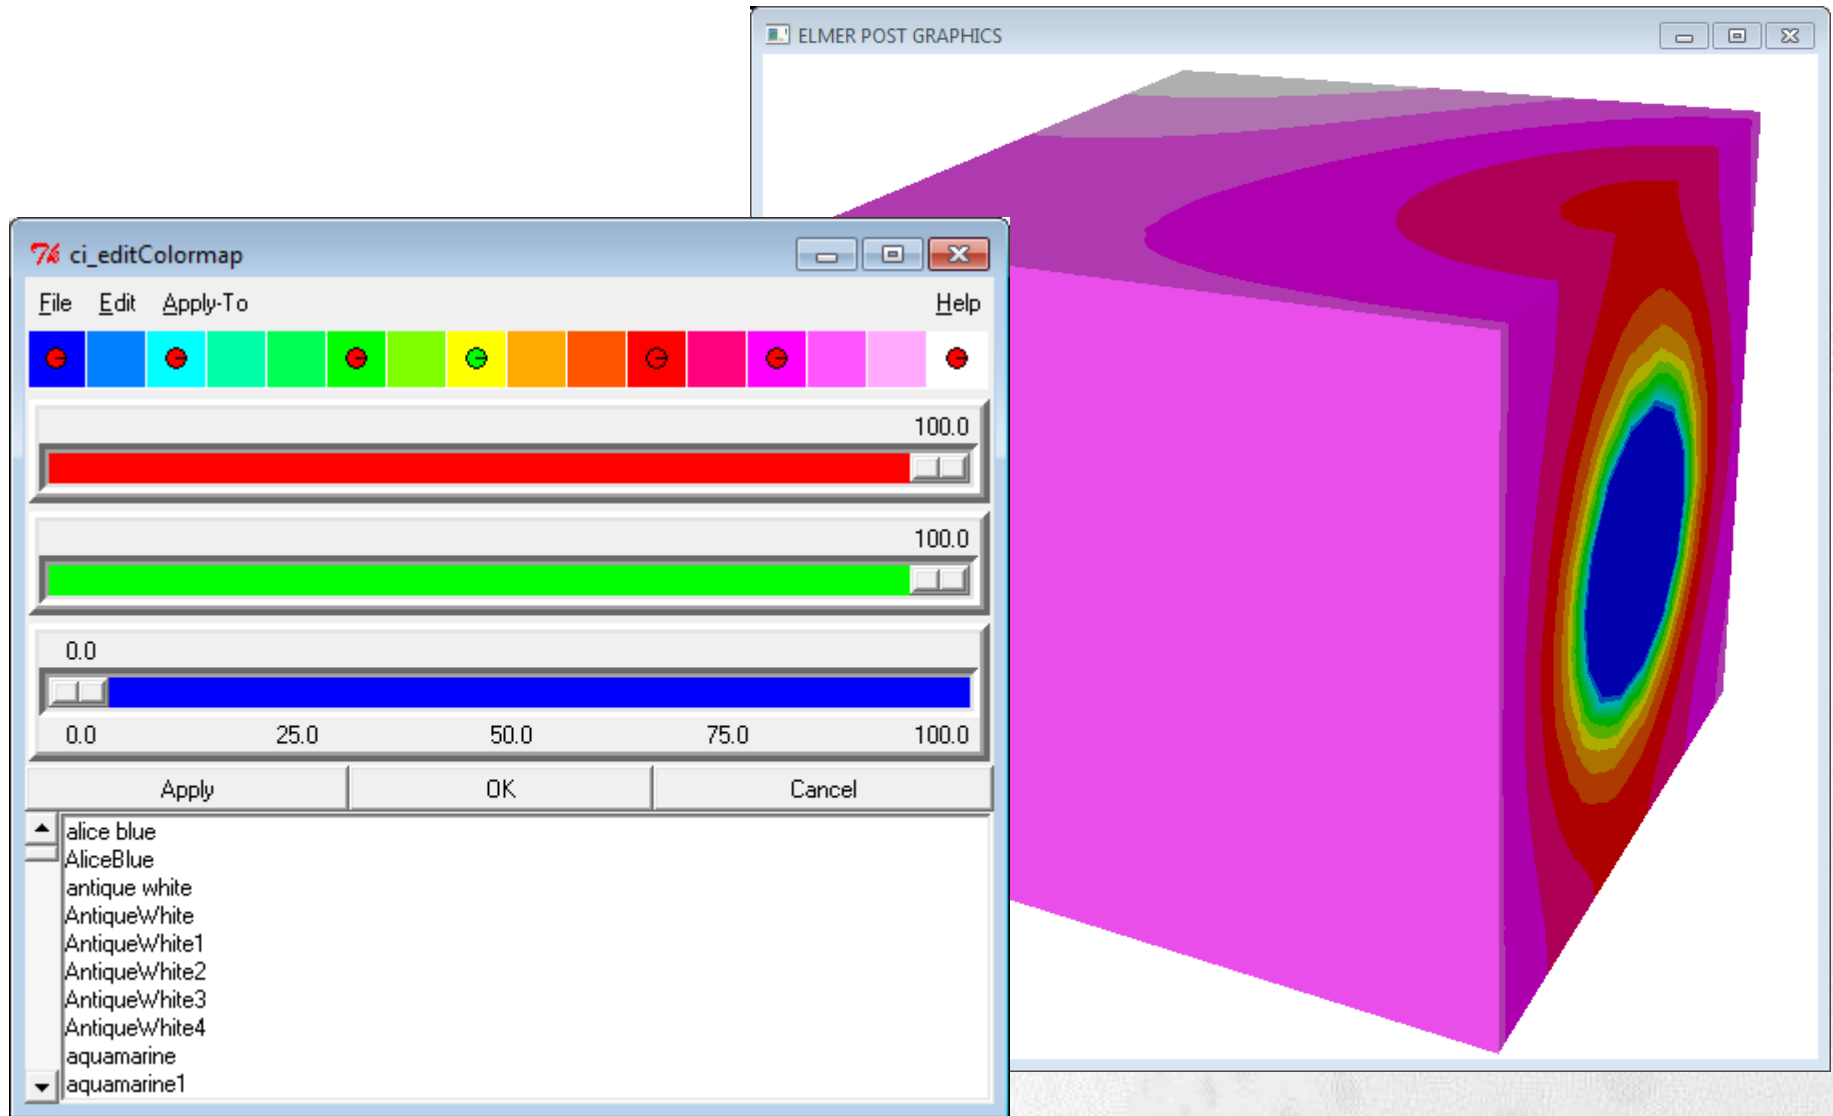 ELMER POST GRAPHICS
ci_editColormap
File Edit Apply-To Help
100.0
100.0
0.0
0.0 25.0 50.0 75.0 100.0
Apply OK Cancel
alice blue
AliceBlue
antique white
AntiqueWhite
AntiqueWhite1
AntiqueWhite2
AntiqueWhite3
AntiqueWhite4
aquamarine
aquamarine1